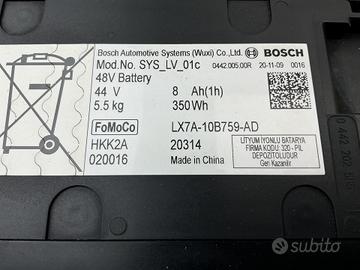 Bosch Automotive Systems (Wuxi) Co.,Ltd. BOSCH
Mod.No. SYS_LV_01c 0442.005.00R 20-11-09 0016
48V Battery
44 V 8 Ah(1h)
5.5 kg 350Wh
FoMoCo LX7A-10B759-AD
HKK2A 20314
020016 Made in China
LİTYUM İYONLU BATARYA
FİRMA KODU: 320 - PİL
DEPOZİTOLUDUR
Geri Kazanılır
subito